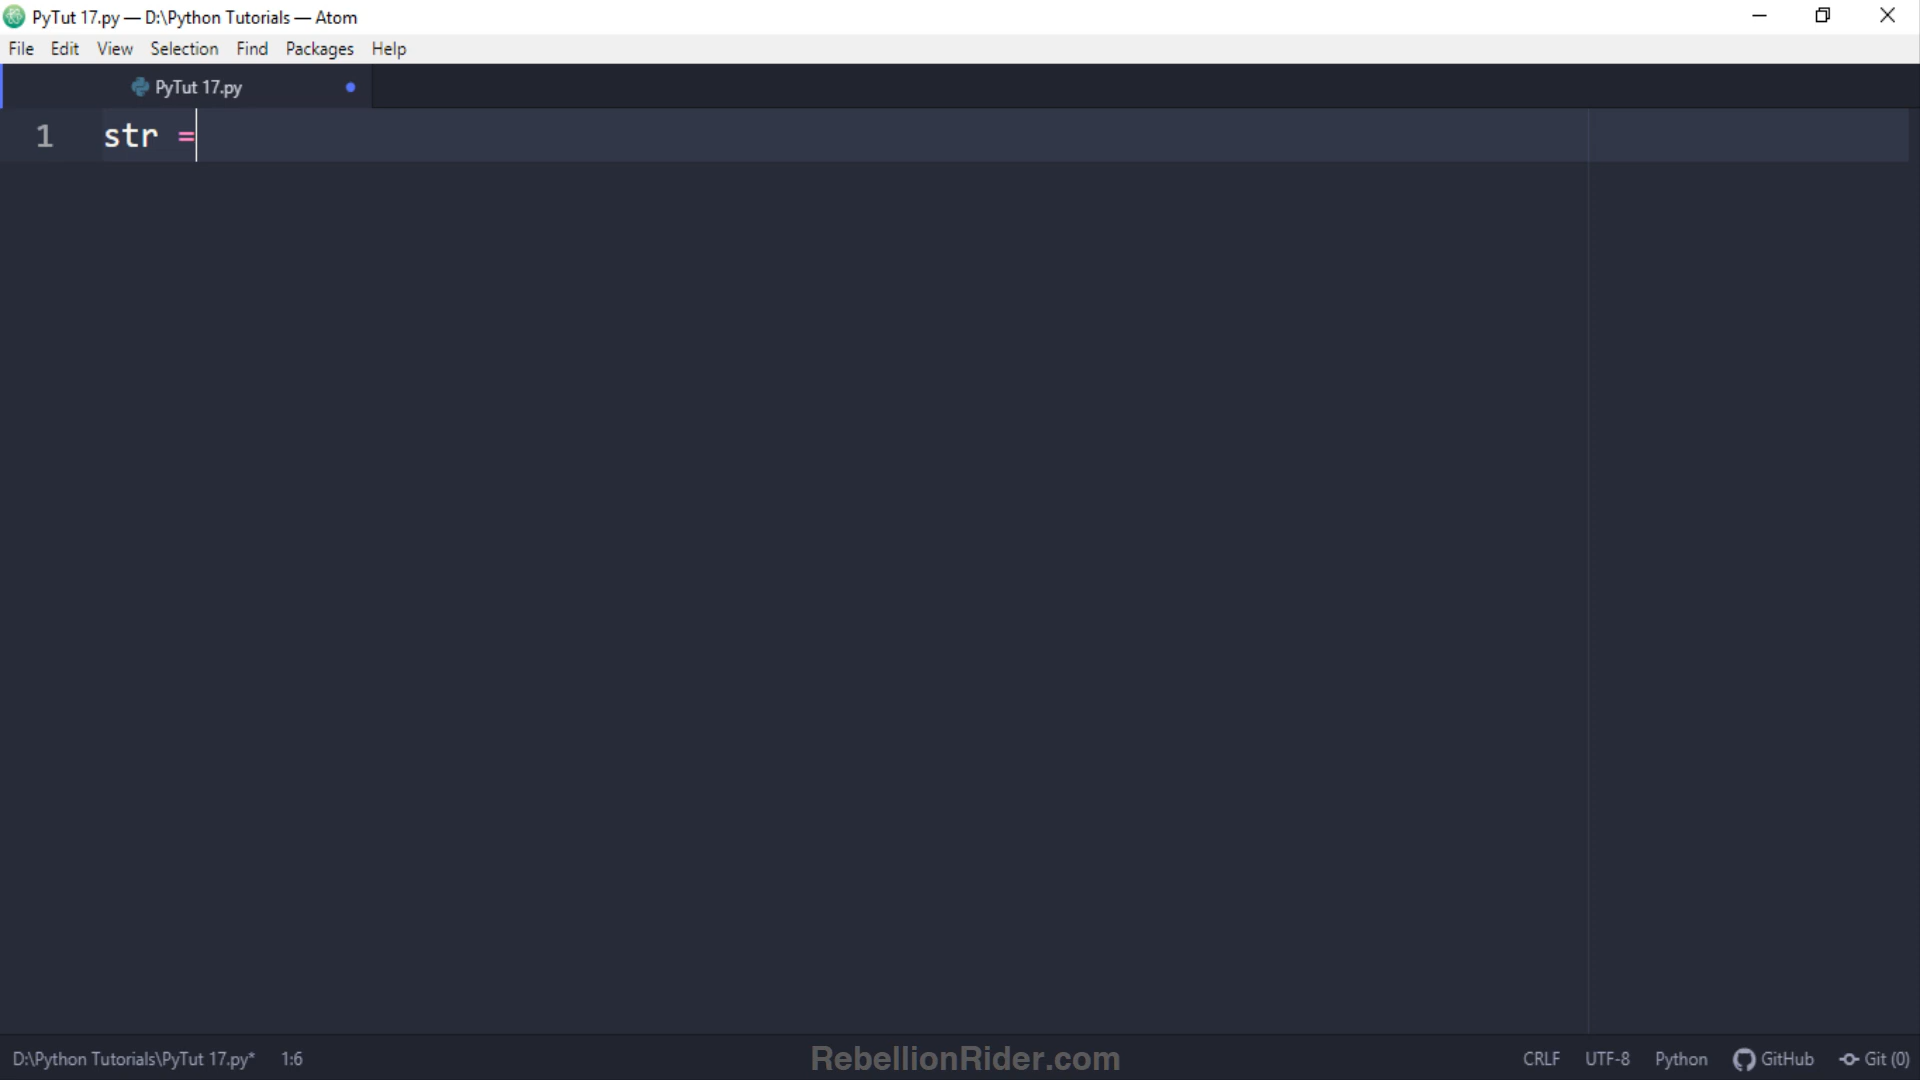 PyTut 17.py — D:\Python Tutorials — Atom
File Edit View Selection Find Packages Help
PyTut 17.py
1 str =
D:\Python Tutorials\PyTut 17.py* 1:6 RebellionRider.com CRLF UTF-8 Python GitHub Git (0)